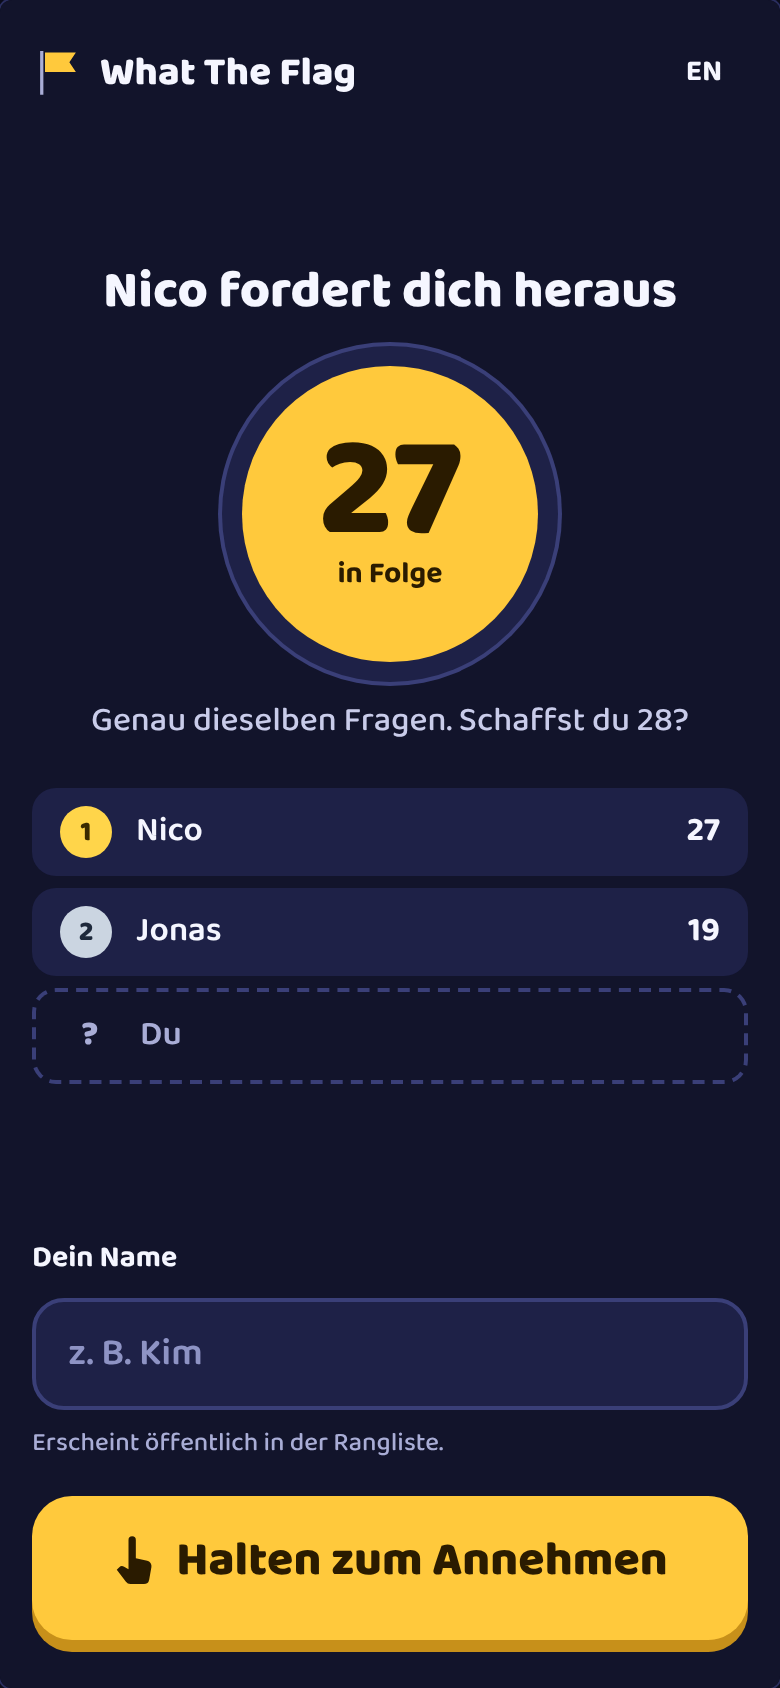 What The Flag
EN
Nico fordert dich heraus
27
in Folge
Genau dieselben Fragen. Schaffst du 28?
1 Nico 27
2 Jonas 19
? Du
Dein Name
z. B. Kim
Erscheint öffentlich in der Rangliste.
Halten zum Annehmen